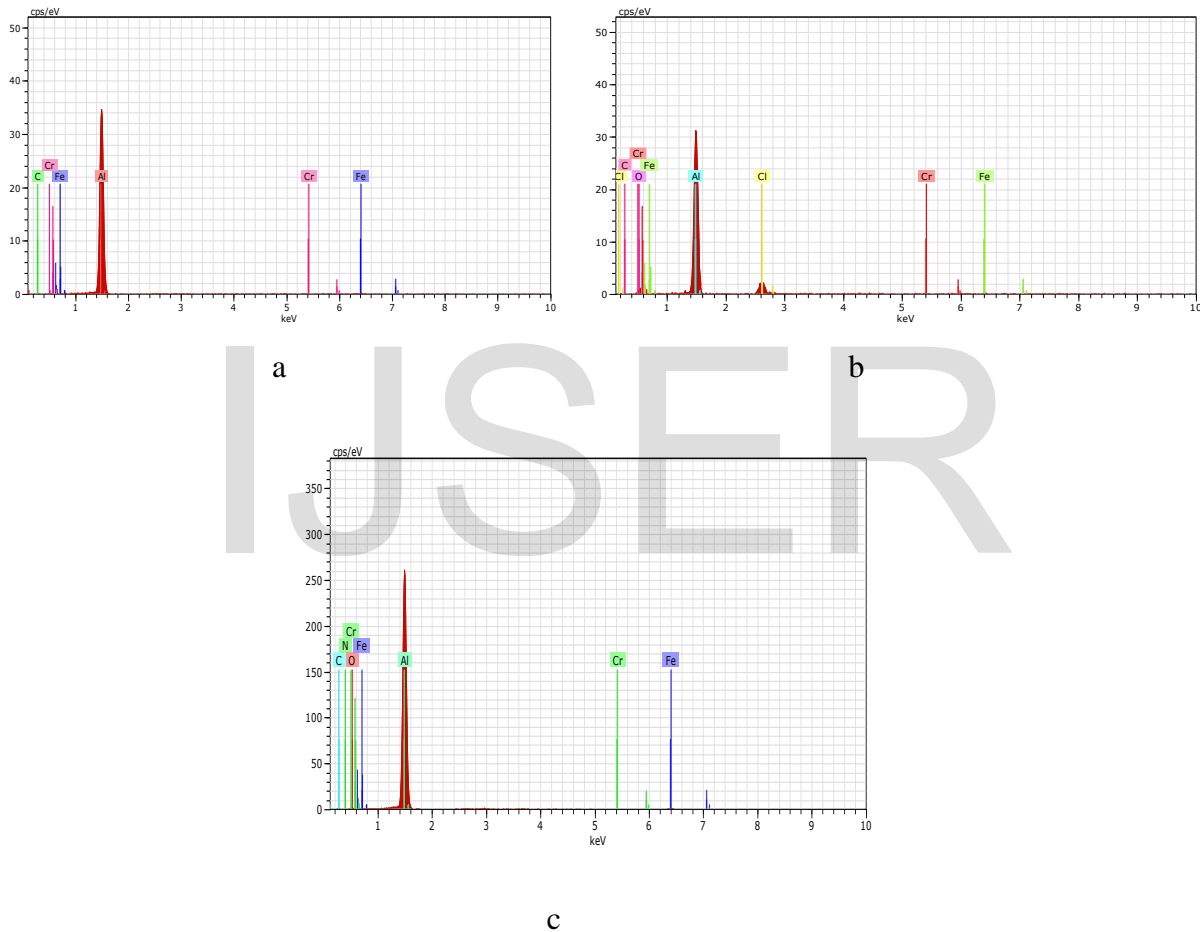 cps/eV
50
40
30
20
10
0
Cr
C Fe Al Cr Fe
1 2 3 4 5 6 7 8 9 10
keV
a
cps/eV
50
40
30
20
10
0
Cr
C Fe
Cl O Al Cl Cr Fe
1 2 3 4 5 6 7 8 9 10
keV
b
IJSER
cps/eV
350
300
250
200
150
100
50
0
Cr
N Fe
C O Al Cr Fe
1 2 3 4 5 6 7 8 9 10
keV
c